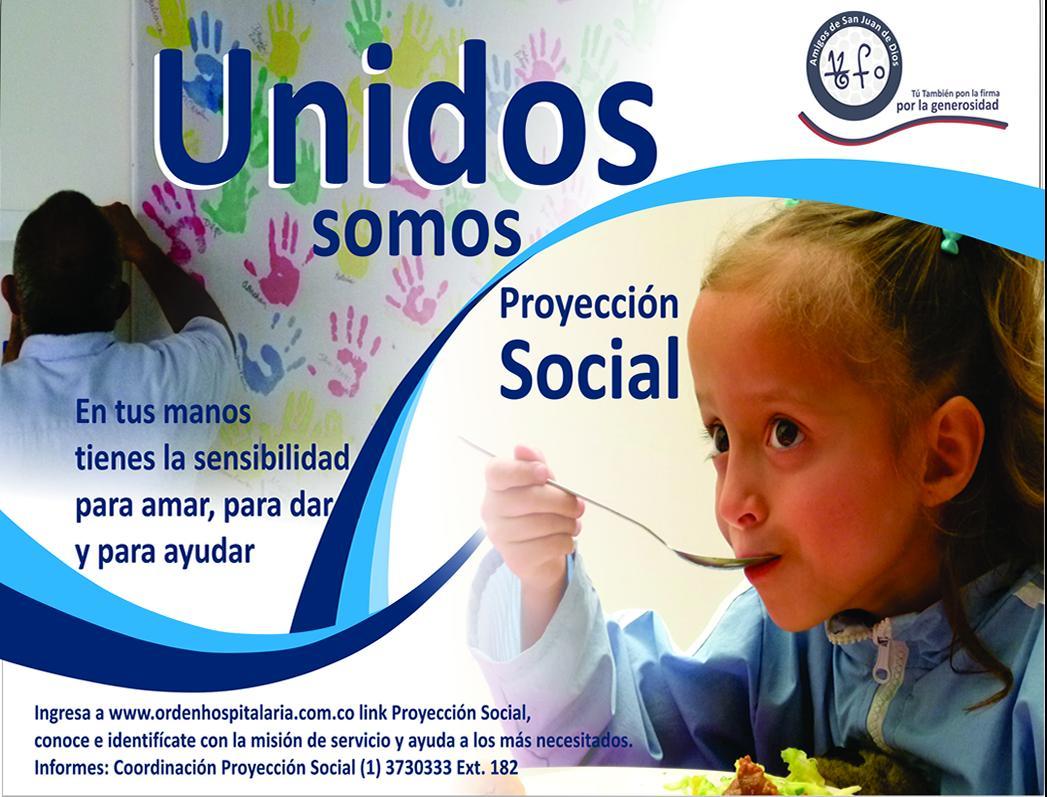 Unidos
somos
Proyección
Social
Amigos de San Juan de Dios
Tú También pon la firma
por la generosidad
En tus manos
tienes la sensibilidad
para amar, para dar
y para ayudar
Ingresa a www.ordenhospitalaria.com.co link Proyección Social,
conoce e identifícate con la misión de servicio y ayuda a los más necesitados.
Informes: Coordinación Proyección Social (1) 3730333 Ext. 182